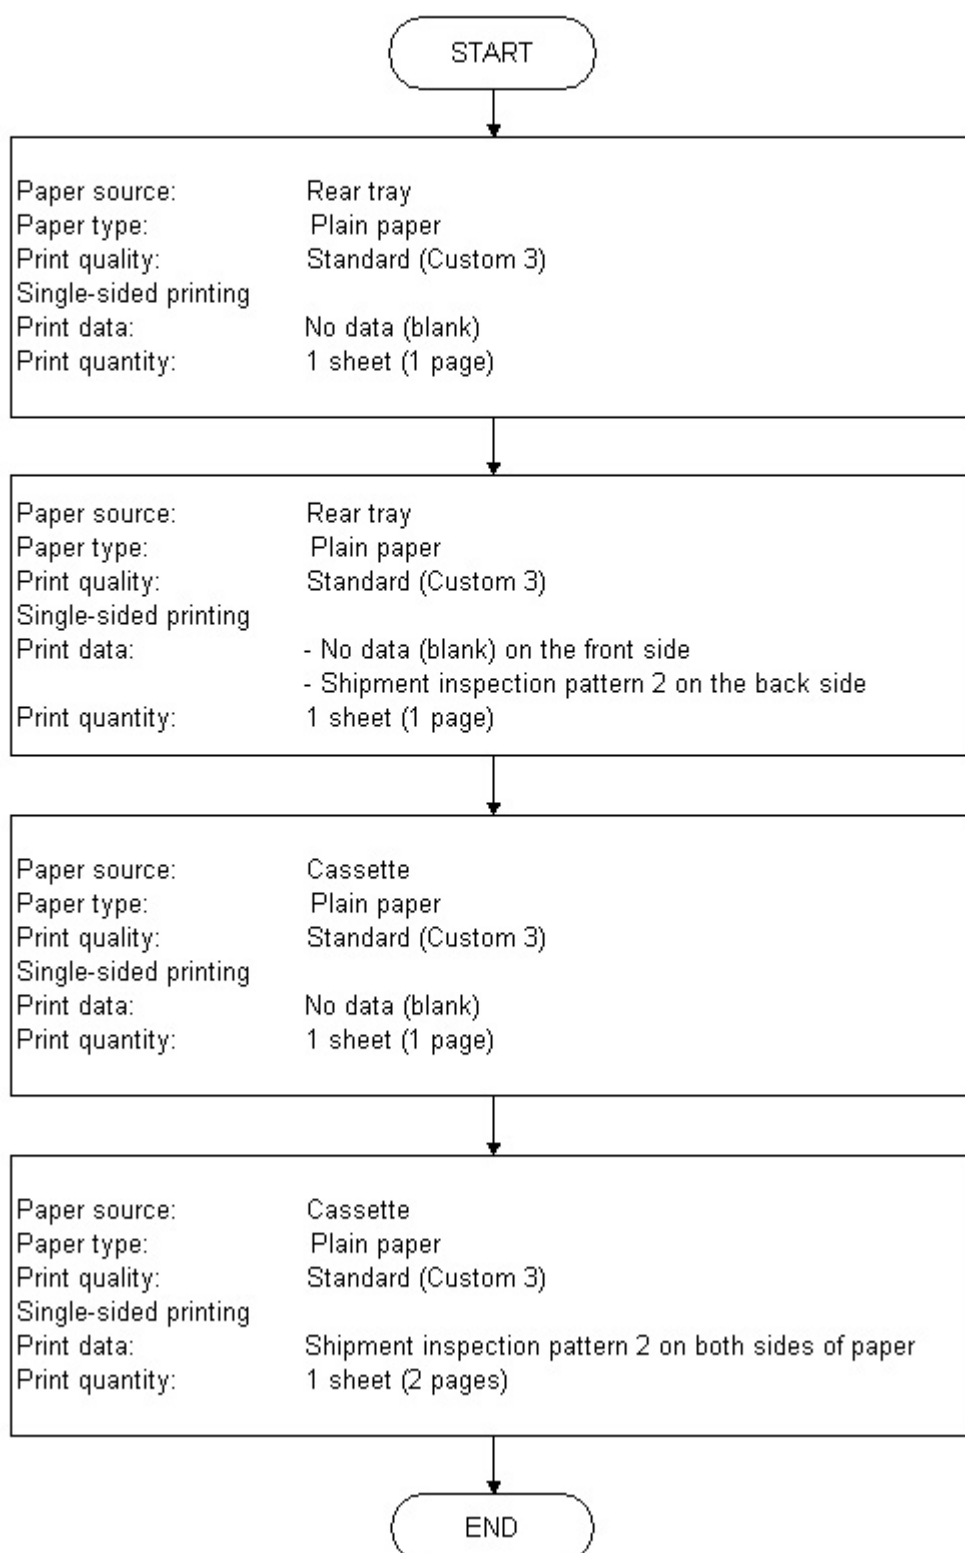 START
Paper source: Rear tray
Paper type: Plain paper
Print quality: Standard (Custom 3)
Single-sided printing
Print data: No data (blank)
Print quantity: 1 sheet (1 page)
Paper source: Rear tray
Paper type: Plain paper
Print quality: Standard (Custom 3)
Single-sided printing
Print data: - No data (blank) on the front side
- Shipment inspection pattern 2 on the back side
Print quantity: 1 sheet (1 page)
Paper source: Cassette
Paper type: Plain paper
Print quality: Standard (Custom 3)
Single-sided printing
Print data: No data (blank)
Print quantity: 1 sheet (1 page)
Paper source: Cassette
Paper type: Plain paper
Print quality: Standard (Custom 3)
Single-sided printing
Print data: Shipment inspection pattern 2 on both sides of paper
Print quantity: 1 sheet (2 pages)
END